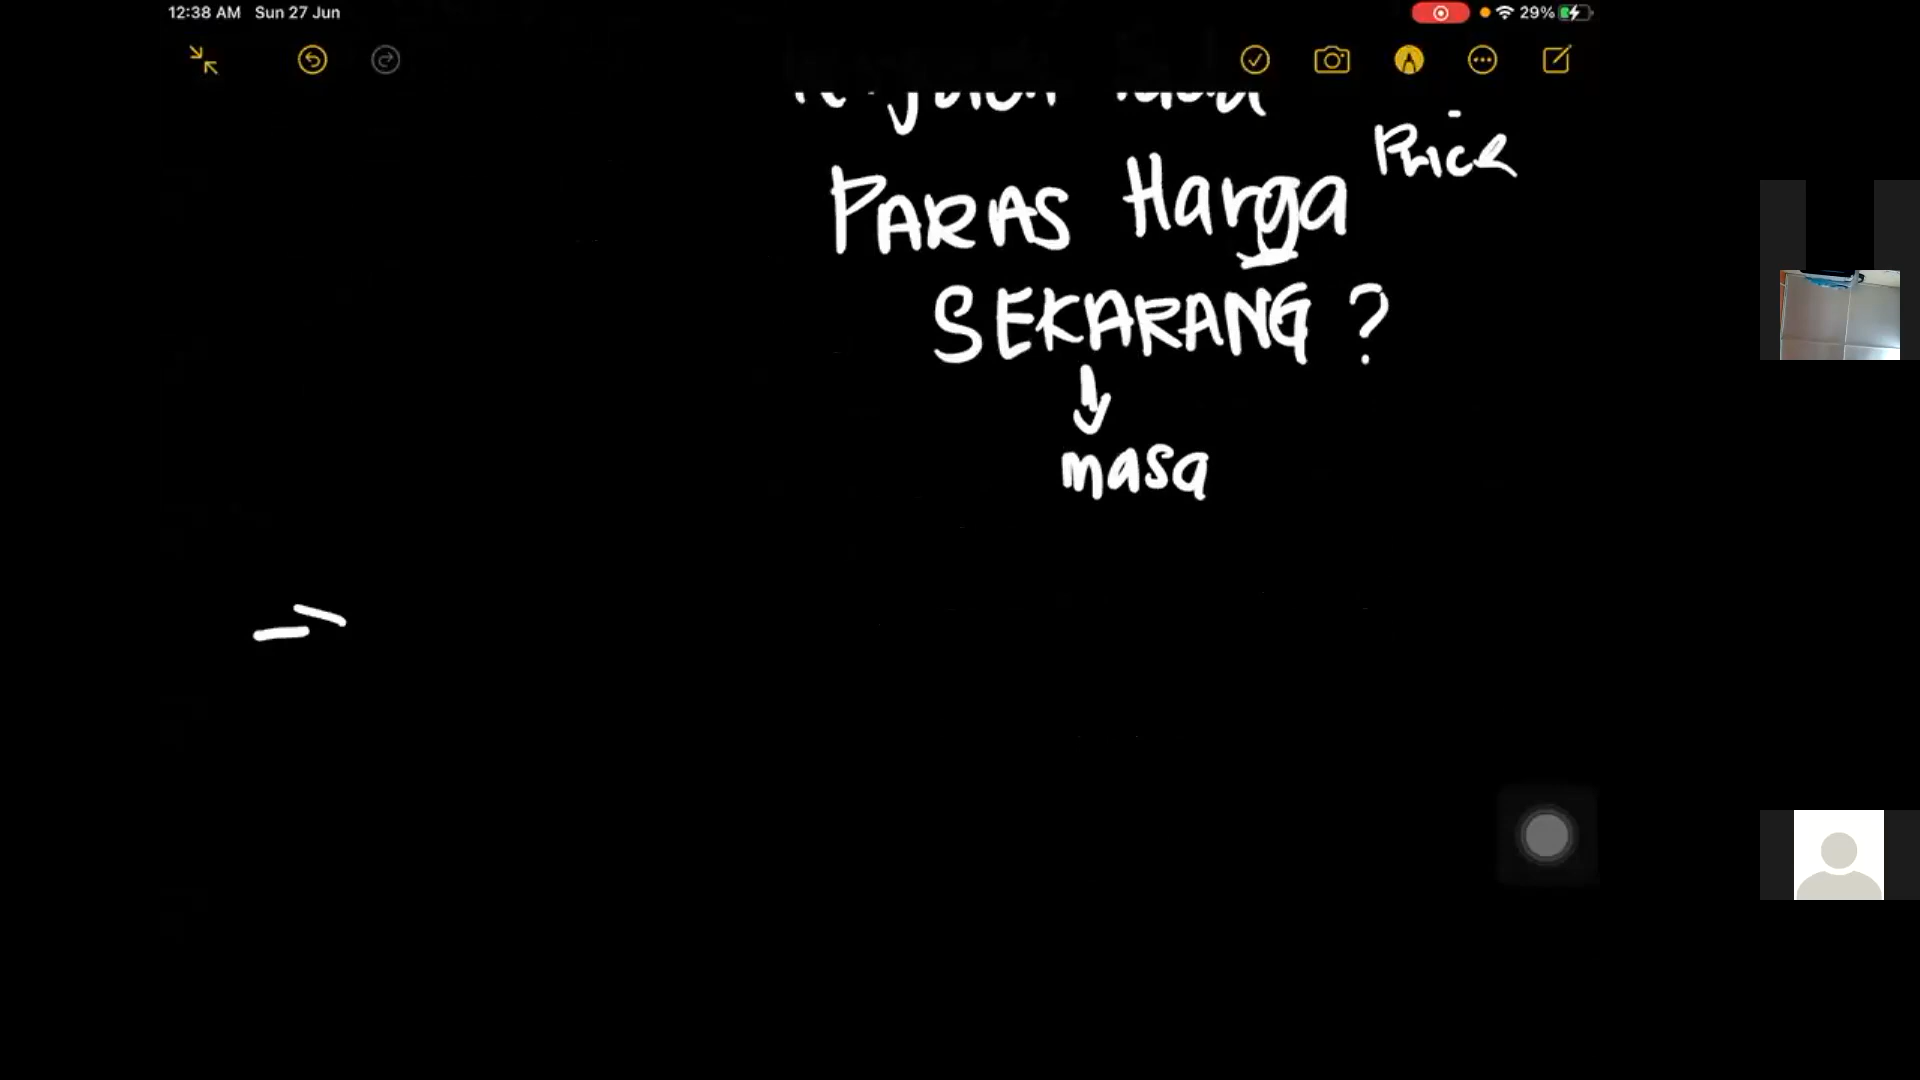 12:38 AM Sun 27 Jun
29%
Price
PARAS Harga
SEKARANG ?
masa